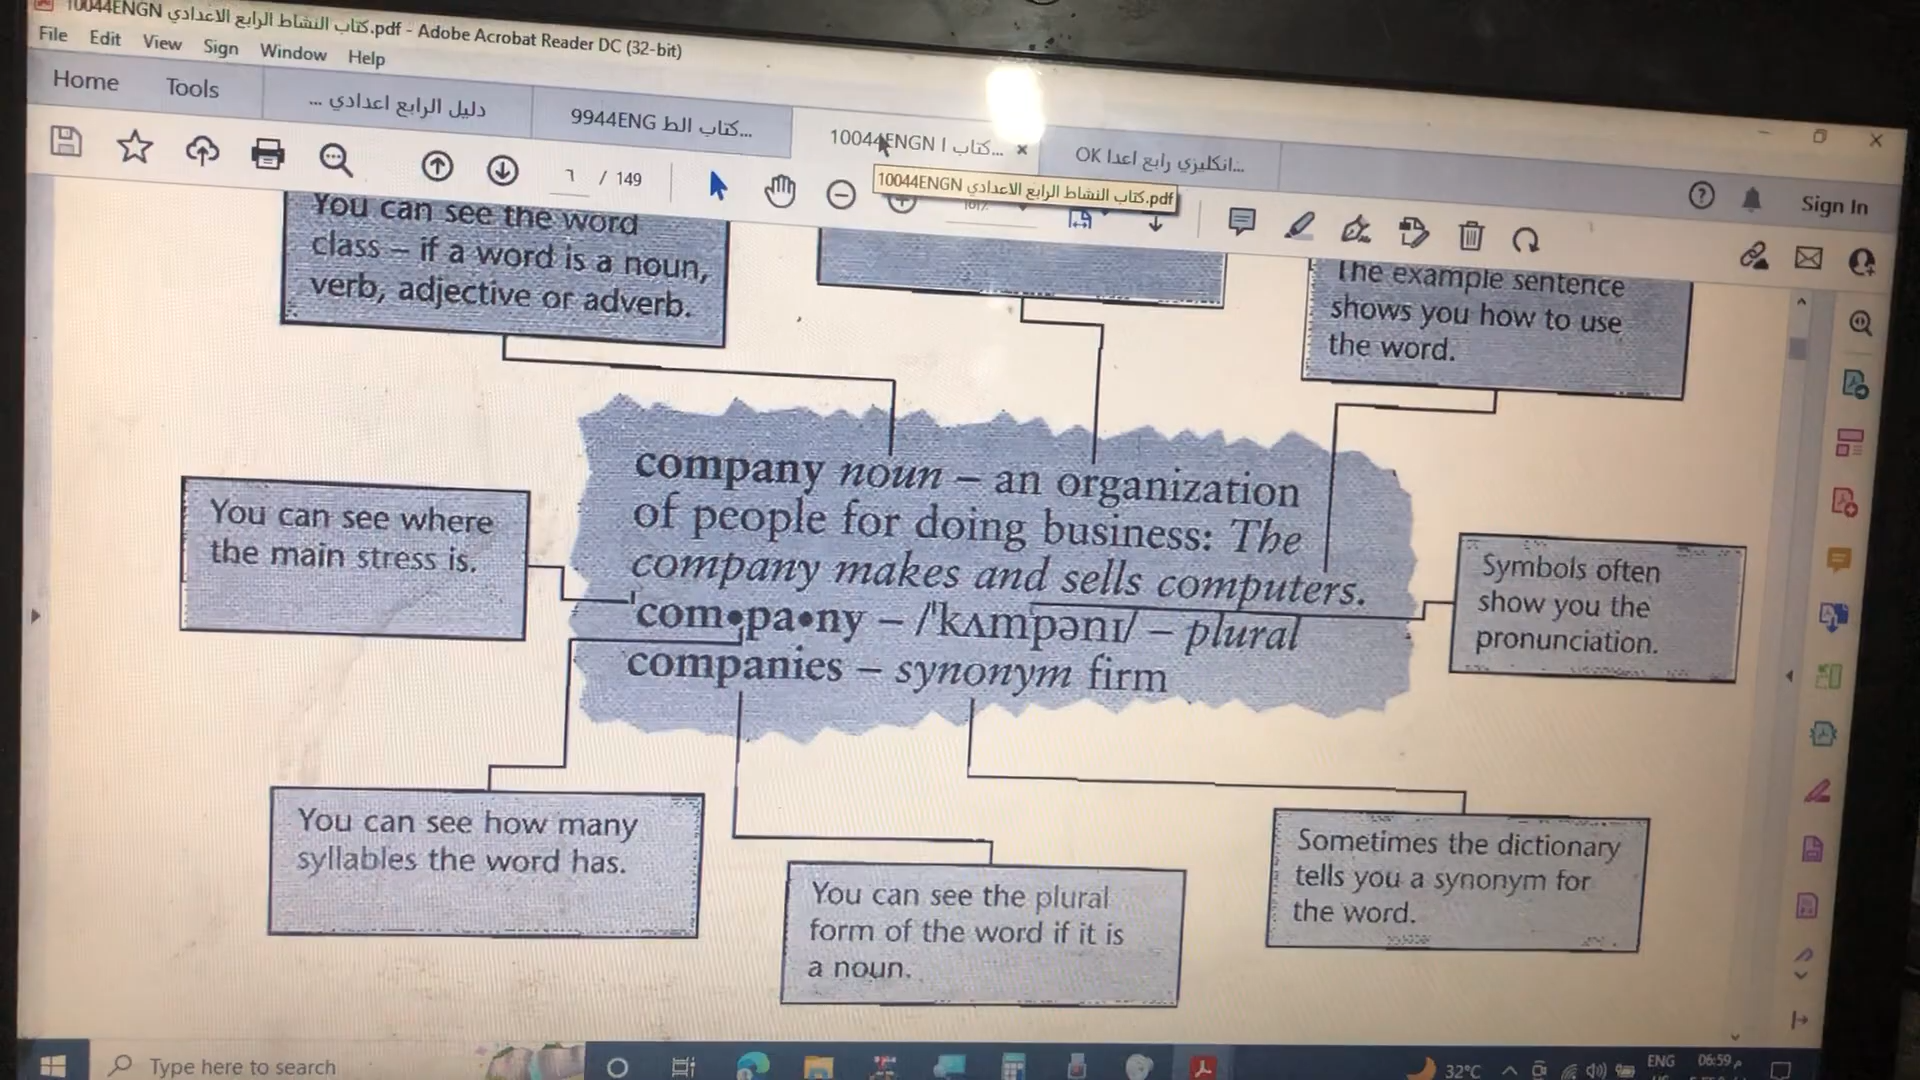 10044ENGN كتاب النشاط الرابع الاعدادي.pdf - Adobe Acrobat Reader DC (32-bit)
File Edit View Sign Window Help
Home Tools
دليل الرابع اعدادي ...
9944ENG كتاب الط...
10044ENGN كتاب ا... ×
OK انكليزي رابع اعدا...
٦ / 149
10044ENGN كتاب النشاط الرابع الاعدادي.pdf
Sign In
You can see the word
class – if a word is a noun,
verb, adjective or adverb.
The example sentence
shows you how to use
the word.
company noun – an organization
of people for doing business: The
company makes and sells computers.
'com•pa•ny – /'kʌmpənɪ/ – plural
companies – synonym firm
You can see where
the main stress is.
Symbols often
show you the
pronunciation.
You can see how many
syllables the word has.
You can see the plural
form of the word if it is
a noun.
Sometimes the dictionary
tells you a synonym for
the word.
Type here to search
32°C
ENG
06:59 م